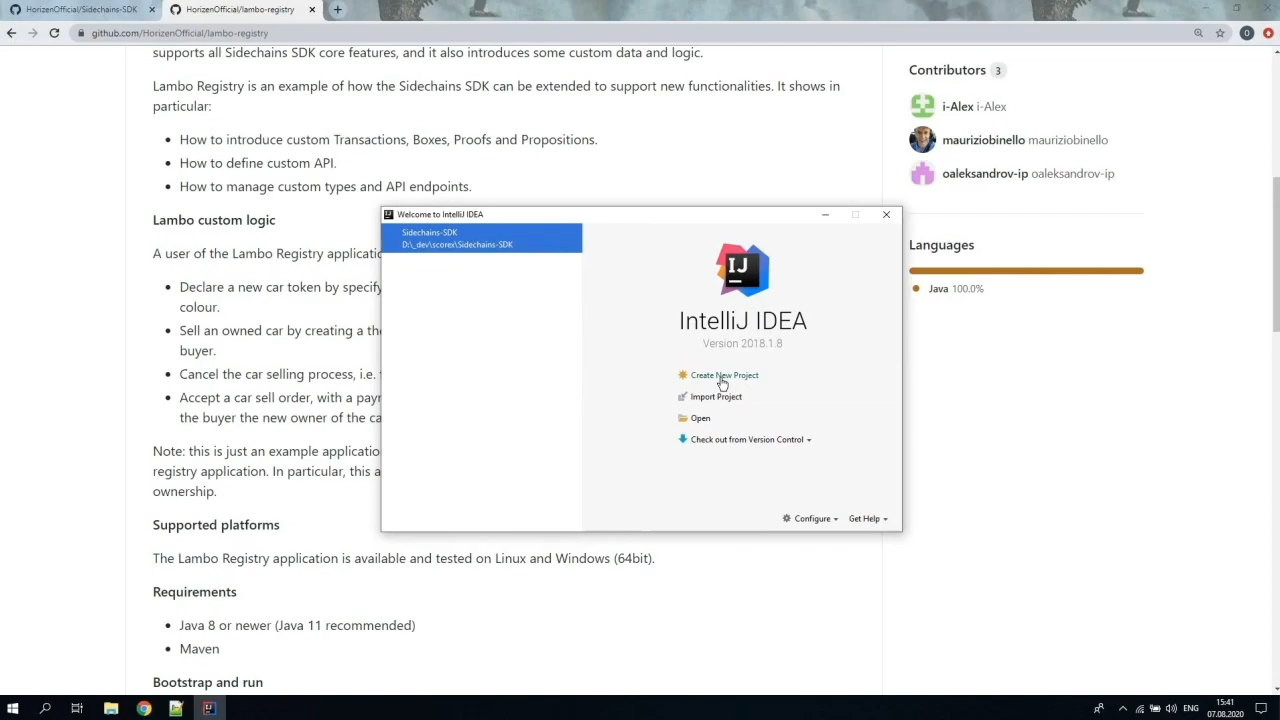 HorizenOfficial/Sidechains-SDK
HorizenOfficial/lambo-registry
github.com/HorizenOfficial/lambo-registry
O
supports all Sidechains SDK core features, and it also introduces some custom data and logic.
Lambo Registry is an example of how the Sidechains SDK can be extended to support new functionalities. It shows in
particular:
• How to introduce custom Transactions, Boxes, Proofs and Propositions.
• How to define custom API.
• How to manage custom types and API endpoints.
Lambo custom logic
A user of the Lambo Registry applicatio
• Declare a new car token by specify
colour.
• Sell an owned car by creating a the
buyer.
• Cancel the car selling process, i.e.
• Accept a car sell order, with a payn
the buyer the new owner of the ca
Note: this is just an example application
registry application. In particular, this a
ownership.
Supported platforms
The Lambo Registry application is available and tested on Linux and Windows (64bit).
Requirements
• Java 8 or newer (Java 11 recommended)
• Maven
Bootstrap and run
Contributors 3
i-Alex i-Alex
mauriziobinello mauriziobinello
oaleksandrov-ip oaleksandrov-ip
Languages
Java 100.0%
Welcome to IntelliJ IDEA
Sidechains-SDK
D:\_dev\scorex\Sidechains-SDK
IJ
IntelliJ IDEA
Version 2018.1.8
Create New Project
Import Project
Open
Check out from Version Control
Configure
Get Help
ENG
15:41
07.08.2020